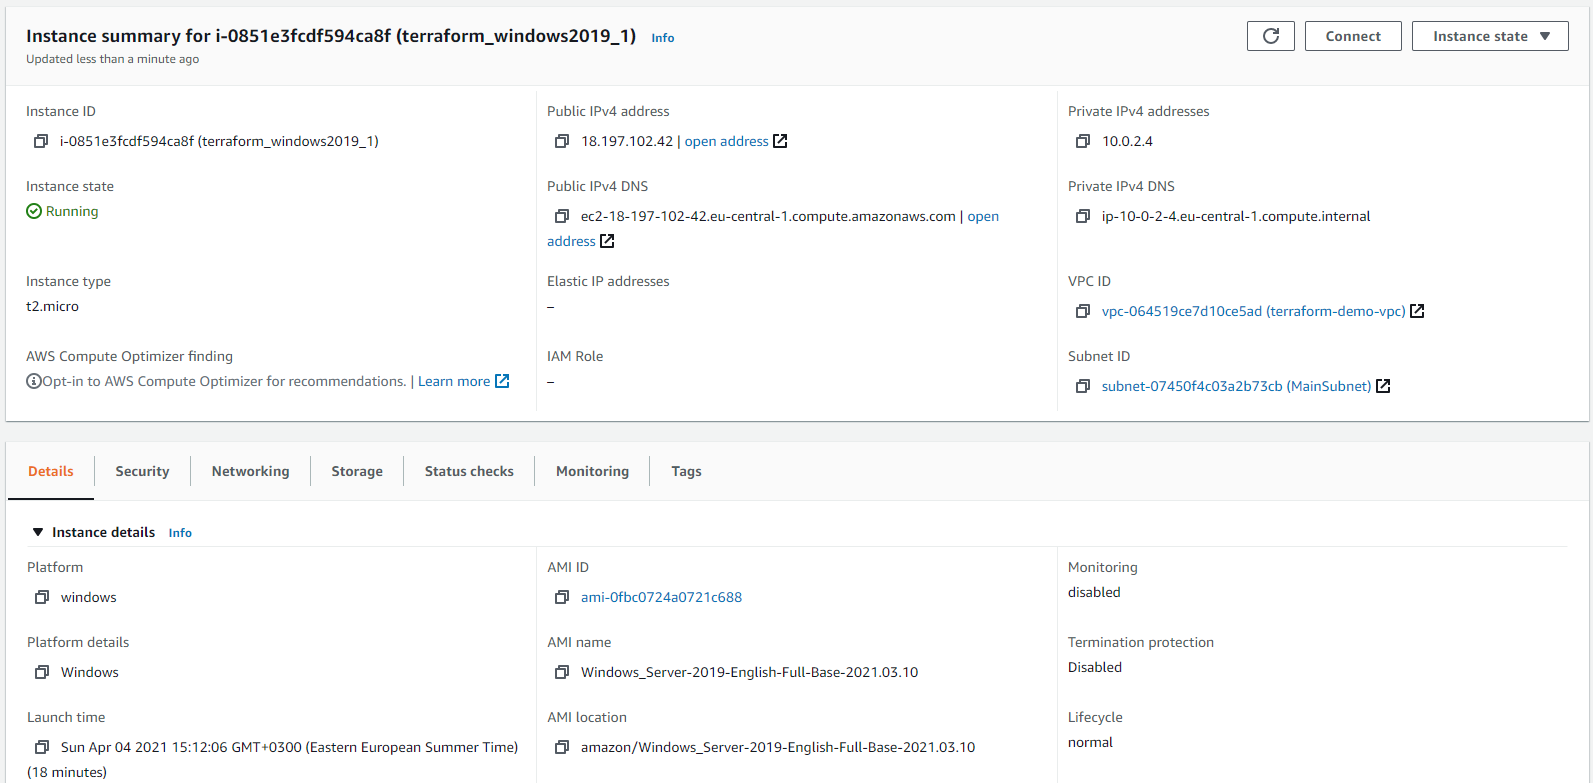 Instance summary for i-0851e3fcdf594ca8f (terraform_windows2019_1) Info
Updated less than a minute ago
Connect
Instance state
Instance ID
i-0851e3fcdf594ca8f (terraform_windows2019_1)
Public IPv4 address
18.197.102.42 | open address
Private IPv4 addresses
10.0.2.4
Instance state
Running
Public IPv4 DNS
ec2-18-197-102-42.eu-central-1.compute.amazonaws.com | open
address
Private IPv4 DNS
ip-10-0-2-4.eu-central-1.compute.internal
Instance type
t2.micro
Elastic IP addresses
–
VPC ID
vpc-064519ce7d10ce5ad (terraform-demo-vpc)
AWS Compute Optimizer finding
Opt-in to AWS Compute Optimizer for recommendations. | Learn more
IAM Role
–
Subnet ID
subnet-07450f4c03a2b73cb (MainSubnet)
Details
Security
Networking
Storage
Status checks
Monitoring
Tags
Instance details Info
Platform
windows
AMI ID
ami-0fbc0724a0721c688
Monitoring
disabled
Platform details
Windows
AMI name
Windows_Server-2019-English-Full-Base-2021.03.10
Termination protection
Disabled
Launch time
Sun Apr 04 2021 15:12:06 GMT+0300 (Eastern European Summer Time)
(18 minutes)
AMI location
amazon/Windows_Server-2019-English-Full-Base-2021.03.10
Lifecycle
normal